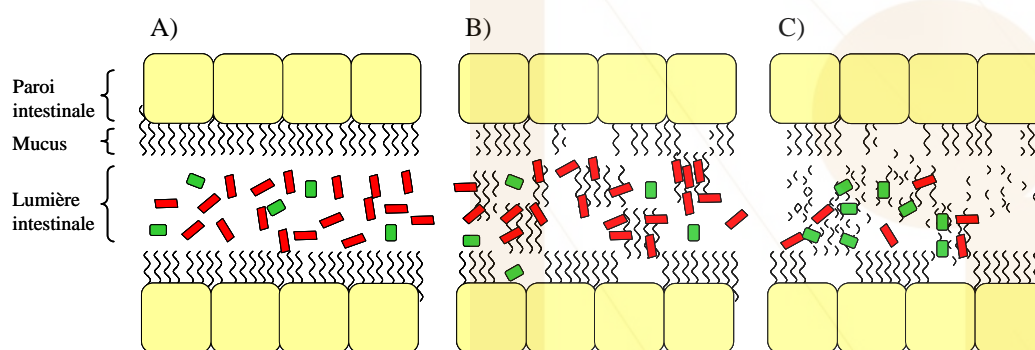 A)
B)
C)
Paroi
intestinale
Mucus
Lumière
intestinale